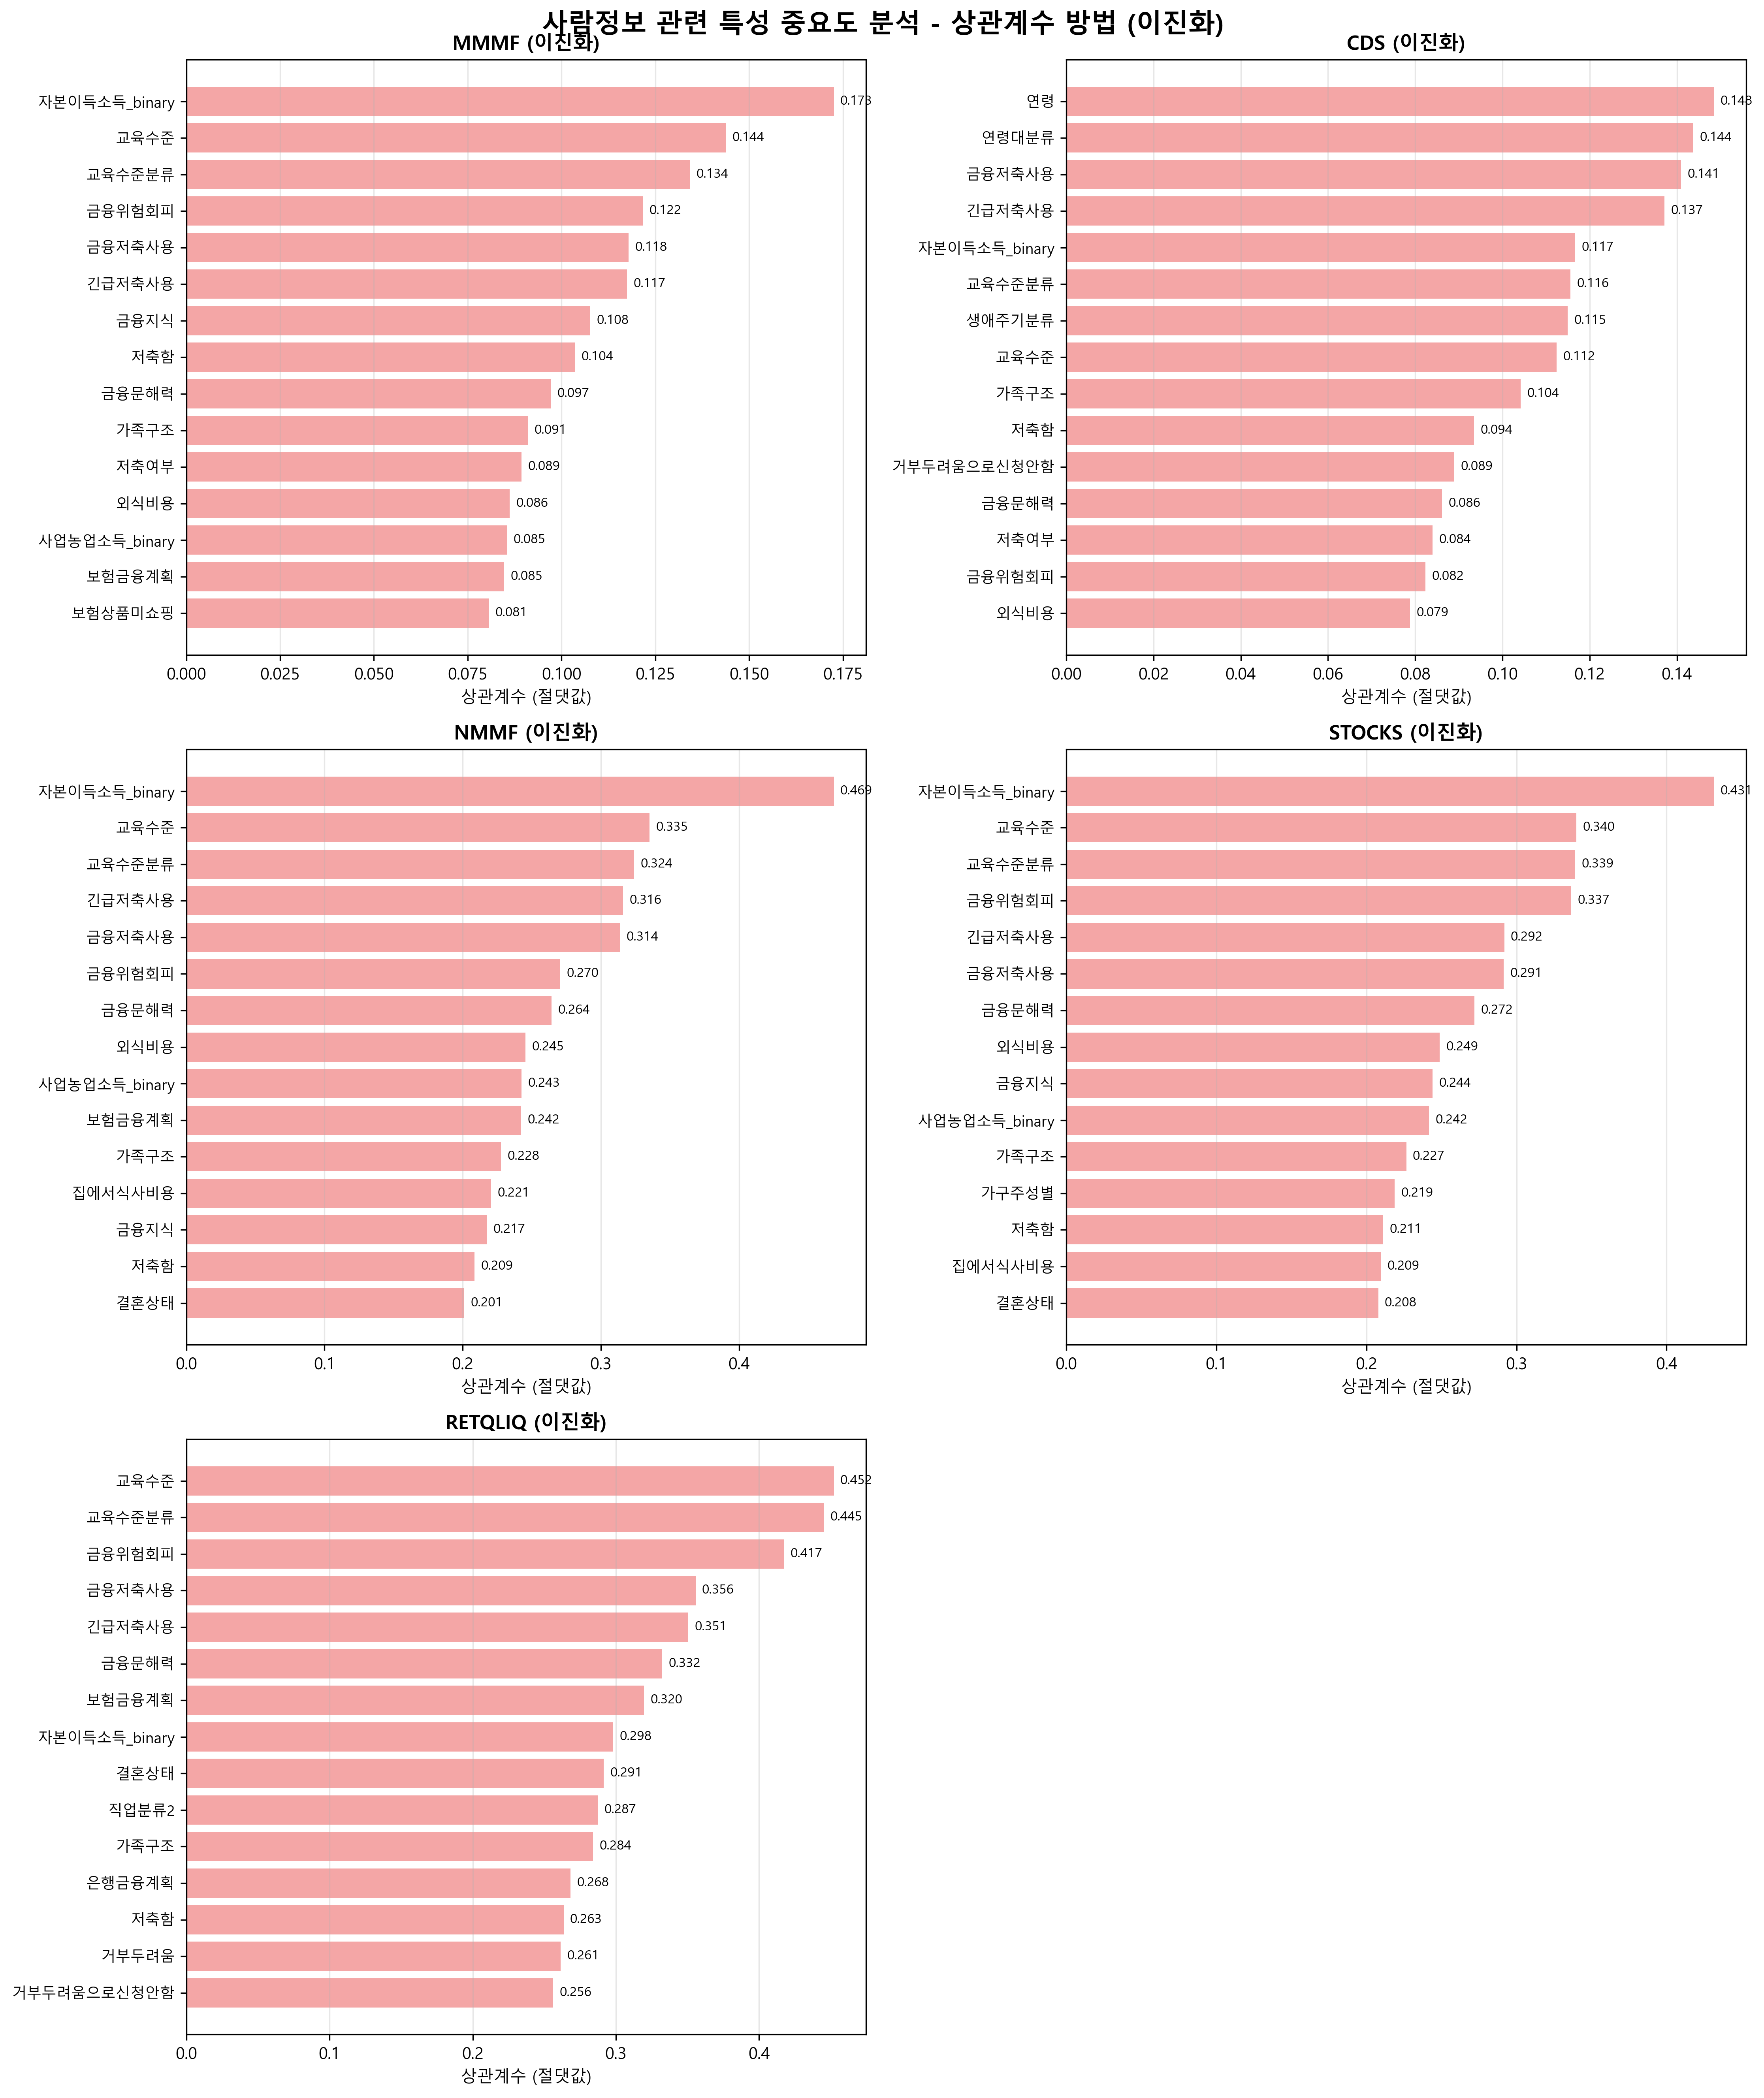 사람정보 관련 특성 중요도 분석 - 상관계수 방법 (이진화)
MMMF (이진화)
자본이득소득_binary 0.173
교육수준 0.144
교육수준분류 0.134
금융위험회피 0.122
금융저축사용 0.118
긴급저축사용 0.117
금융지식 0.108
저축함 0.104
금융문해력 0.097
가족구조 0.091
저축여부 0.089
외식비용 0.086
사업농업소득_binary 0.085
보험금융계획 0.085
보험상품미쇼핑 0.081
0.000 0.025 0.050 0.075 0.100 0.125 0.150 0.175
상관계수 (절댓값)
CDS (이진화)
연령 0.148
연령대분류 0.144
금융저축사용 0.141
긴급저축사용 0.137
자본이득소득_binary 0.117
교육수준분류 0.116
생애주기분류 0.115
교육수준 0.112
가족구조 0.104
저축함 0.094
거부두려움으로신청안함 0.089
금융문해력 0.086
저축여부 0.084
금융위험회피 0.082
외식비용 0.079
0.00 0.02 0.04 0.06 0.08 0.10 0.12 0.14
상관계수 (절댓값)
NMMF (이진화)
자본이득소득_binary 0.469
교육수준 0.335
교육수준분류 0.324
긴급저축사용 0.316
금융저축사용 0.314
금융위험회피 0.270
금융문해력 0.264
외식비용 0.245
사업농업소득_binary 0.243
보험금융계획 0.242
가족구조 0.228
집에서식사비용 0.221
금융지식 0.217
저축함 0.209
결혼상태 0.201
0.0 0.1 0.2 0.3 0.4
상관계수 (절댓값)
STOCKS (이진화)
자본이득소득_binary 0.431
교육수준 0.340
교육수준분류 0.339
금융위험회피 0.337
긴급저축사용 0.292
금융저축사용 0.291
금융문해력 0.272
외식비용 0.249
금융지식 0.244
사업농업소득_binary 0.242
가족구조 0.227
가구주성별 0.219
저축함 0.211
집에서식사비용 0.209
결혼상태 0.208
0.0 0.1 0.2 0.3 0.4
상관계수 (절댓값)
RETQLIQ (이진화)
교육수준 0.452
교육수준분류 0.445
금융위험회피 0.417
금융저축사용 0.356
긴급저축사용 0.351
금융문해력 0.332
보험금융계획 0.320
자본이득소득_binary 0.298
결혼상태 0.291
직업분류2 0.287
가족구조 0.284
은행금융계획 0.268
저축함 0.263
거부두려움 0.261
거부두려움으로신청안함 0.256
0.0 0.1 0.2 0.3 0.4
상관계수 (절댓값)